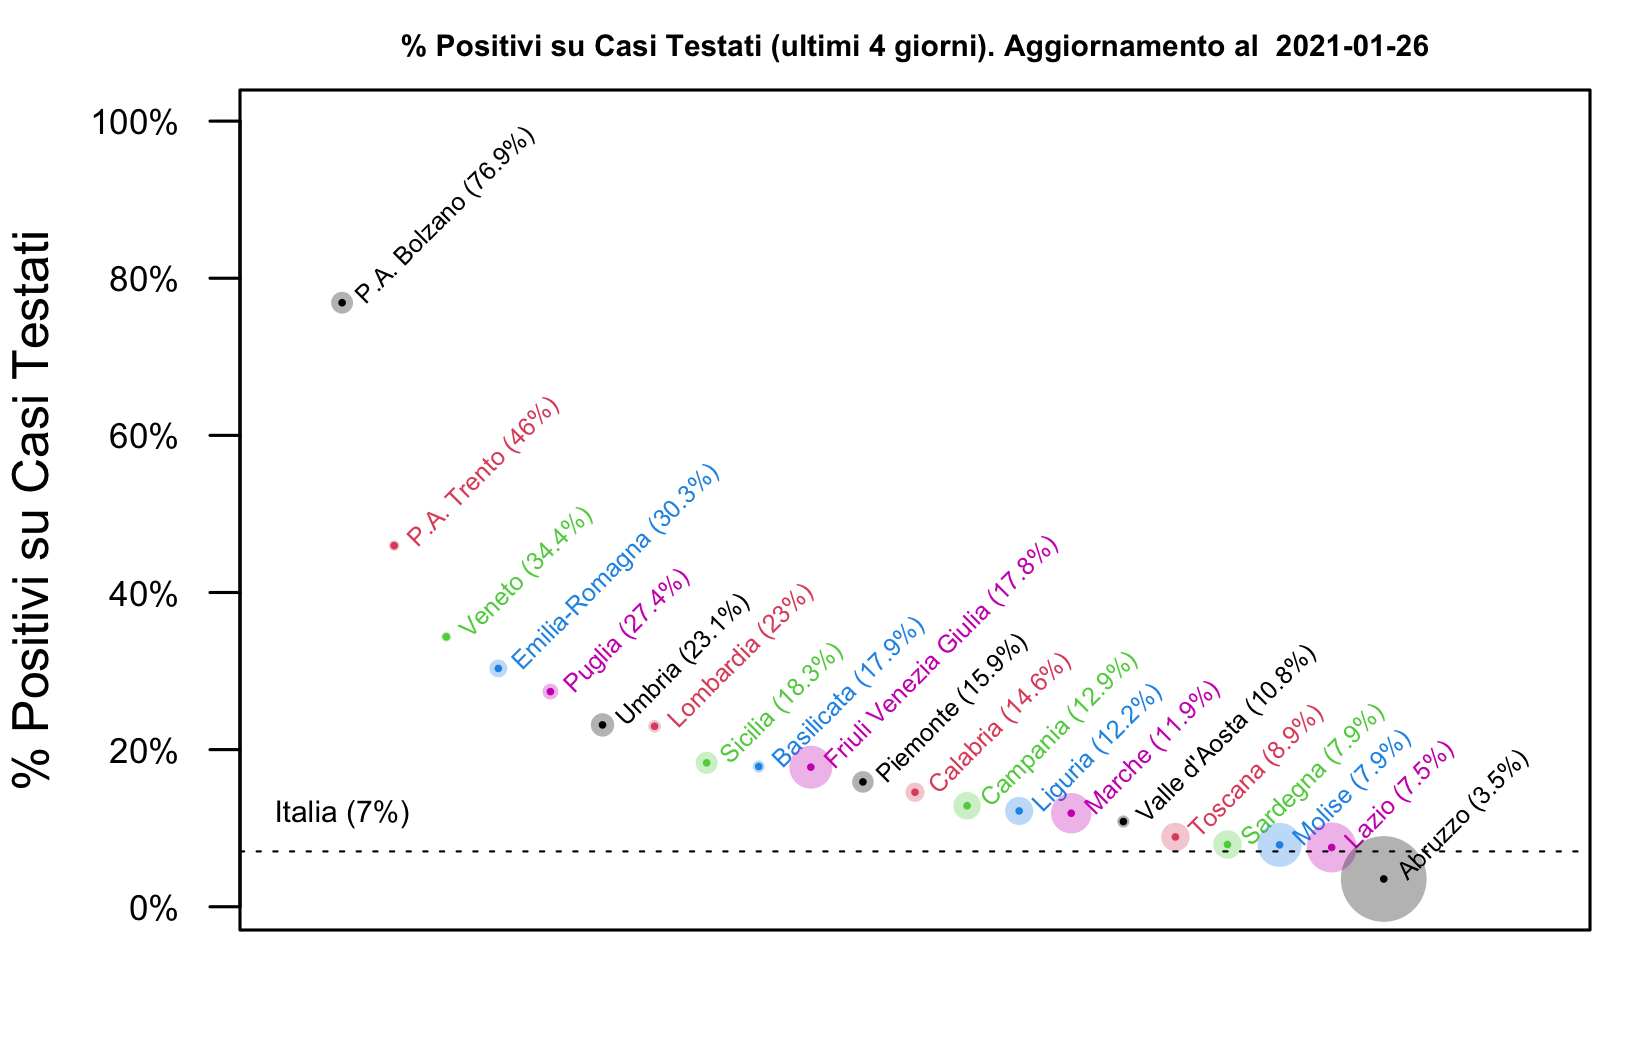 % Positivi su Casi Testati (ultimi 4 giorni). Aggiornamento al  2021-01-26
% Positivi su Casi Testati
100%
80%
60%
40%
20%
0%
P.A. Bolzano (76.9%)
P.A. Trento (46%)
Veneto (34.4%)
Emilia-Romagna (30.3%)
Puglia (27.4%)
Umbria (23.1%)
Lombardia (23%)
Sicilia (18.3%)
Basilicata (17.9%)
Friuli Venezia Giulia (17.8%)
Piemonte (15.9%)
Calabria (14.6%)
Campania (12.9%)
Liguria (12.2%)
Marche (11.9%)
Valle d'Aosta (10.8%)
Toscana (8.9%)
Sardegna (7.9%)
Molise (7.9%)
Lazio (7.5%)
Abruzzo (3.5%)
Italia (7%)